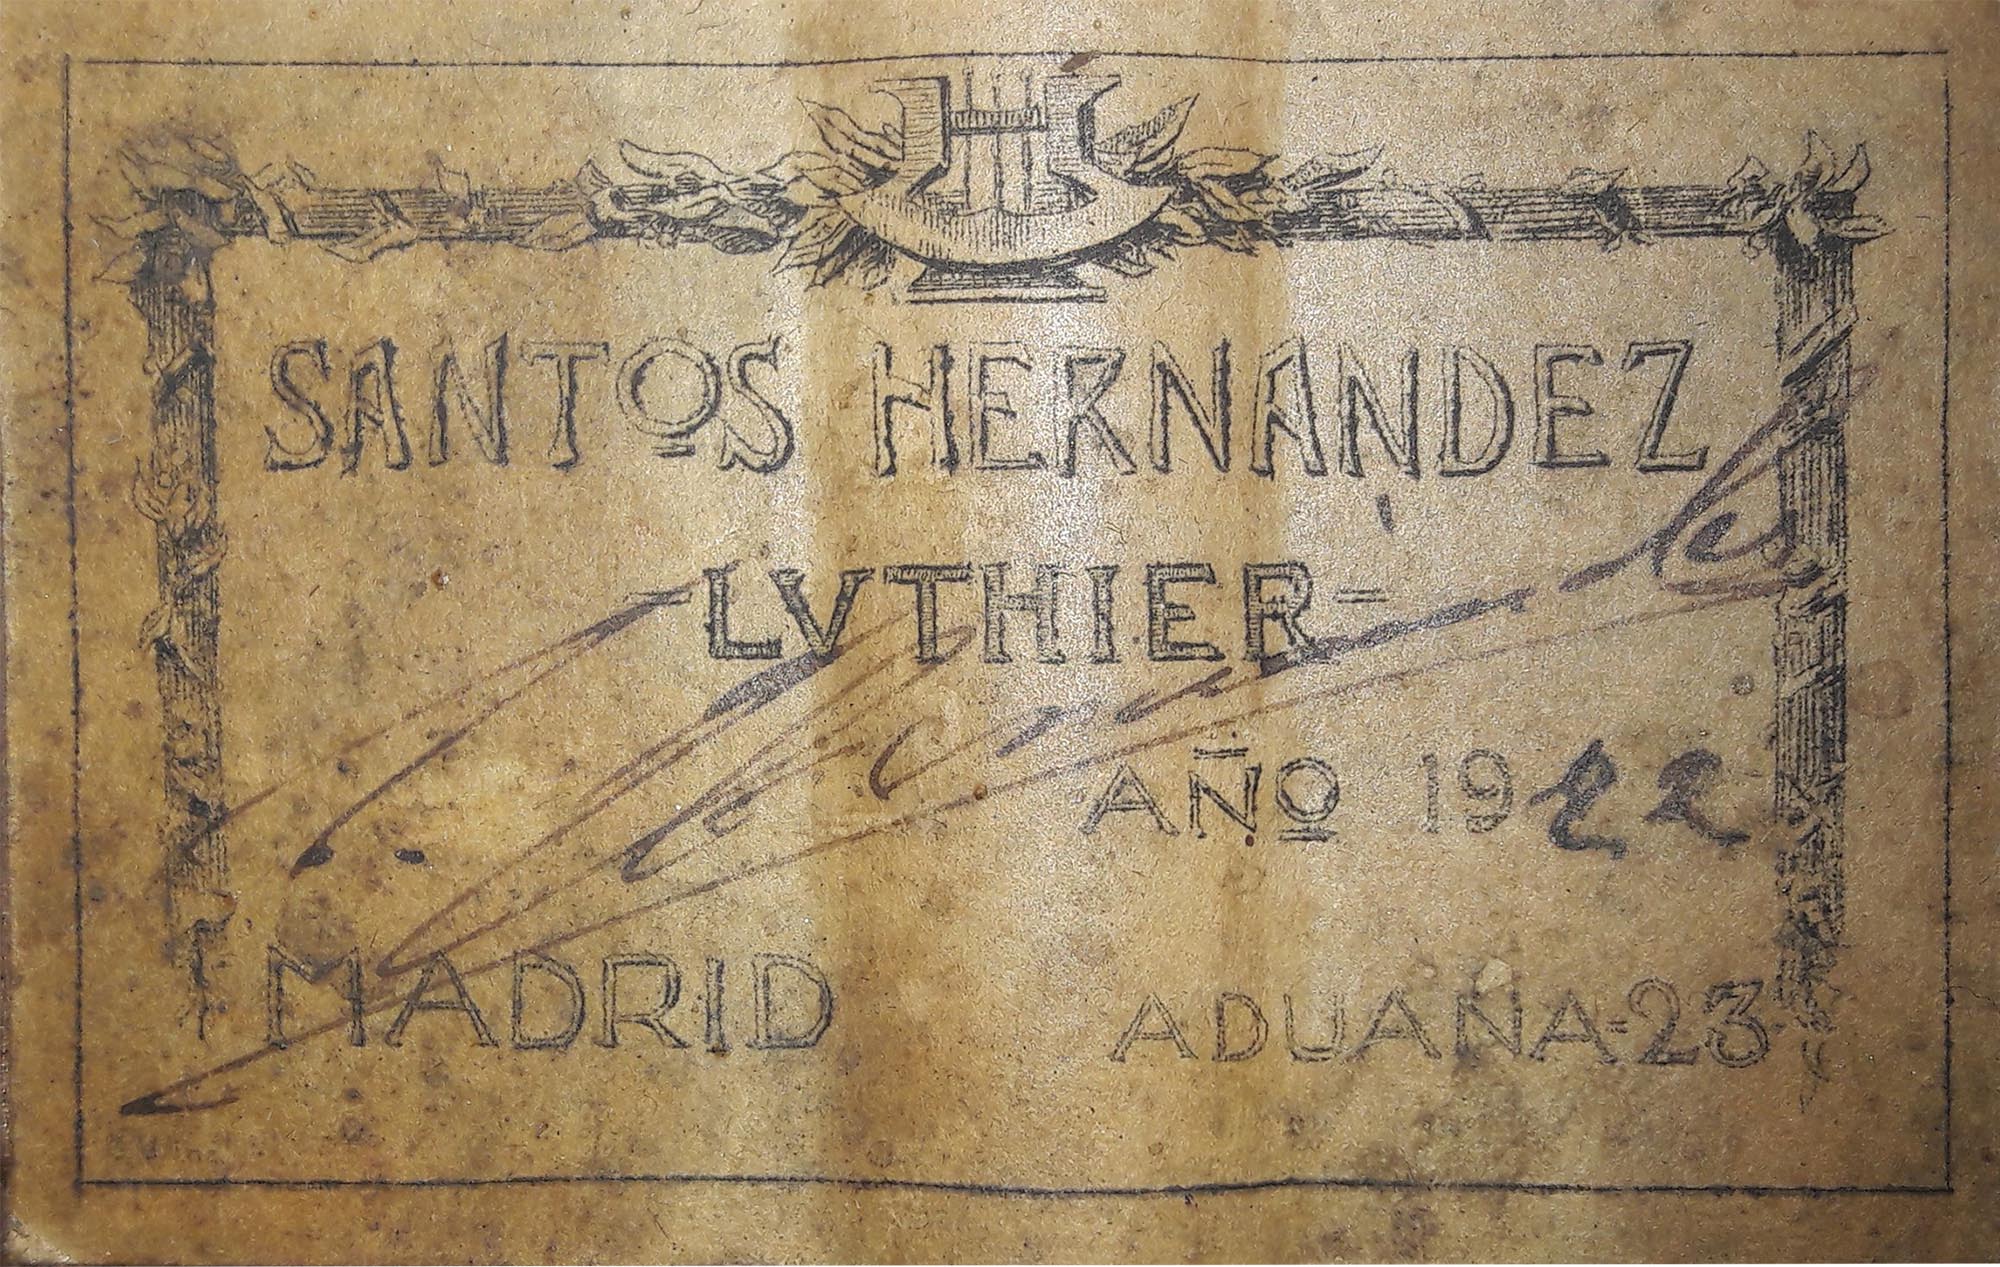 SANTOS HERNANDEZ
-LVTHIER-
AÑO 1922
MADRID ADUANA=23